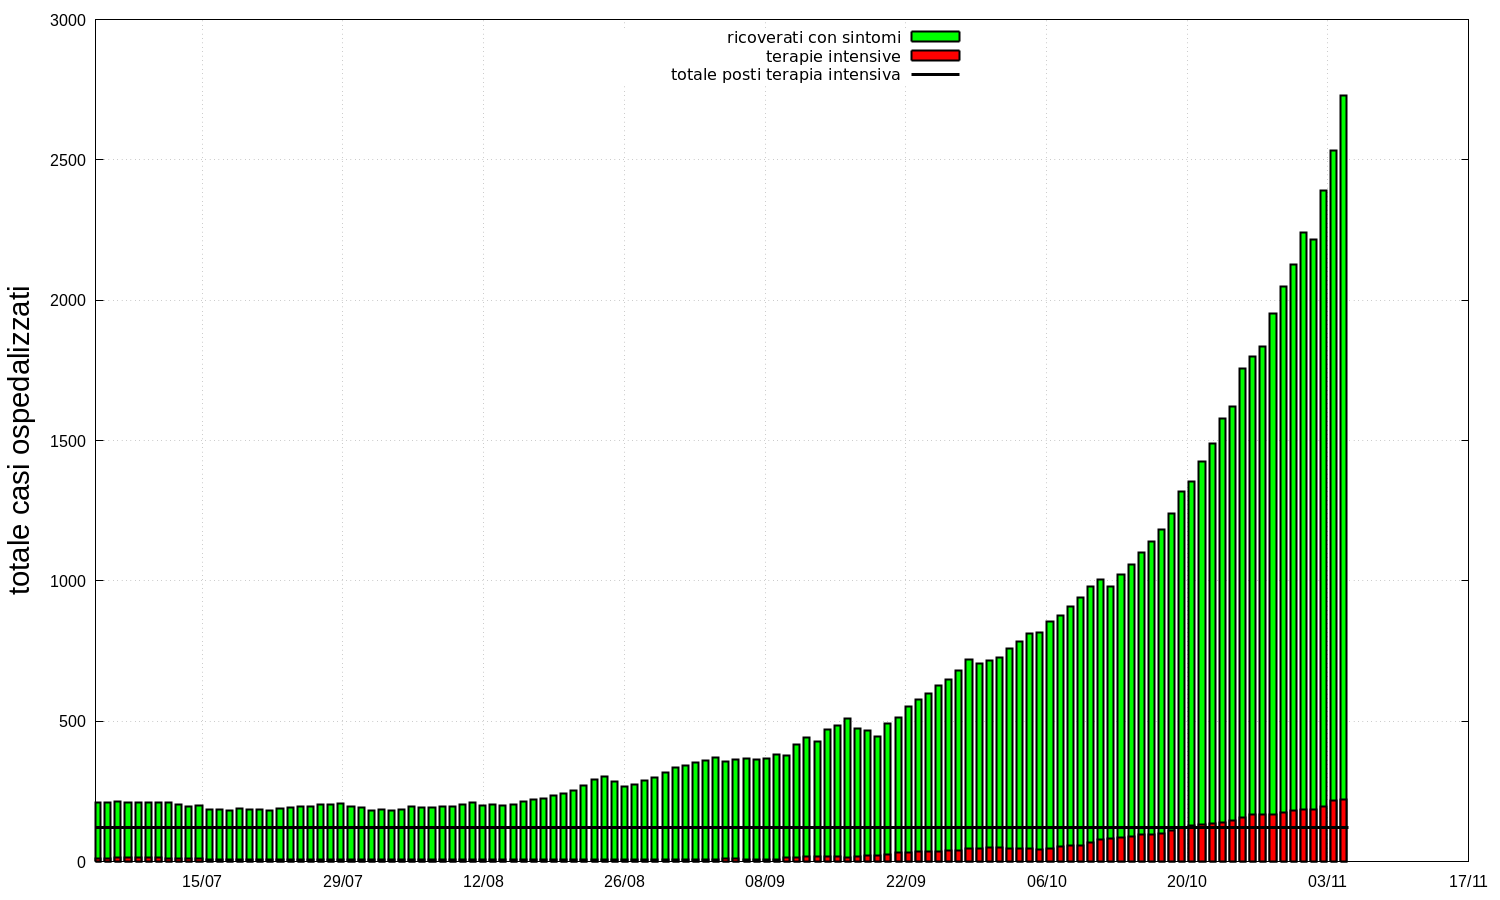 3000
2500
2000
1500
1000
500
0
totale casi ospedalizzati
ricoverati con sintomi
terapie intensive
totale posti terapia intensiva
15/07 29/07 12/08 26/08 08/09 22/09 06/10 20/10 03/11 17/11